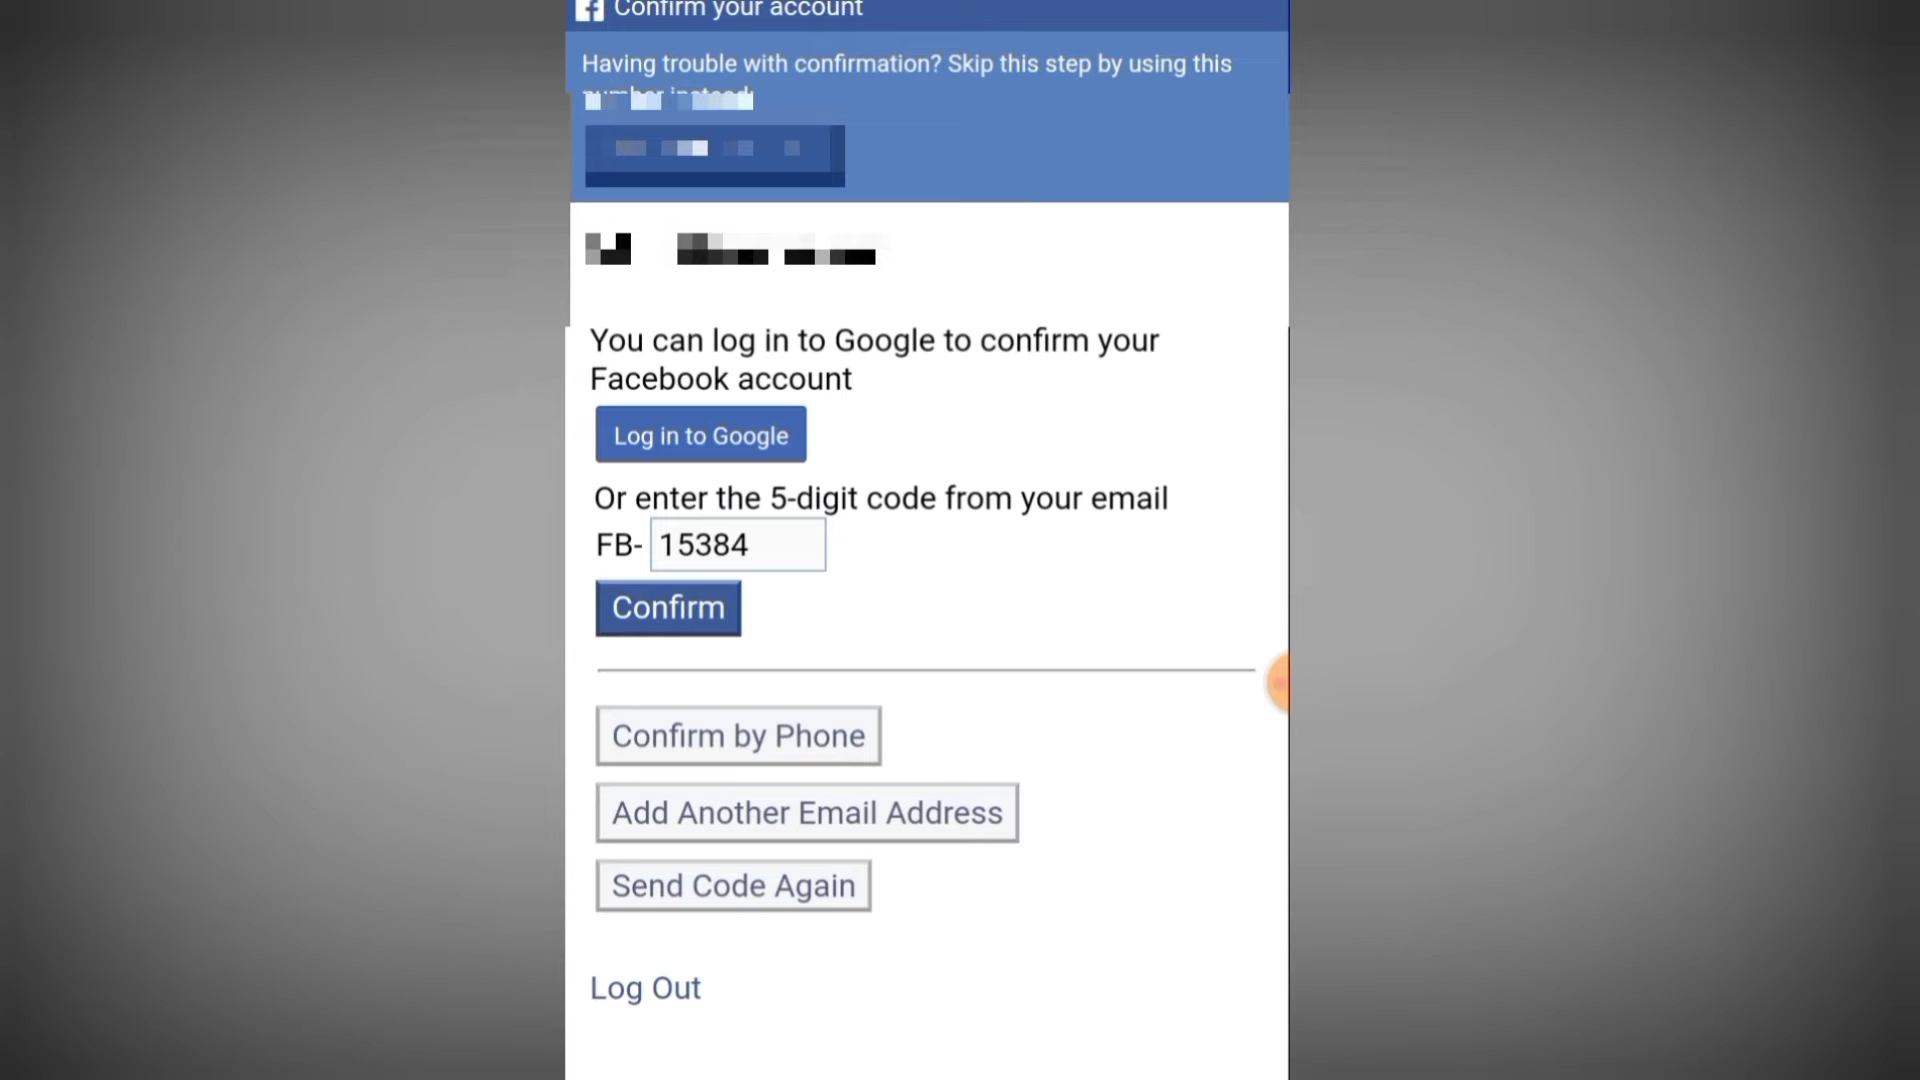 Confirm your account
Having trouble with confirmation? Skip this step by using this
number instead:
You can log in to Google to confirm your
Facebook account
Log in to Google
Or enter the 5-digit code from your email
FB- 15384
Confirm
Confirm by Phone
Add Another Email Address
Send Code Again
Log Out